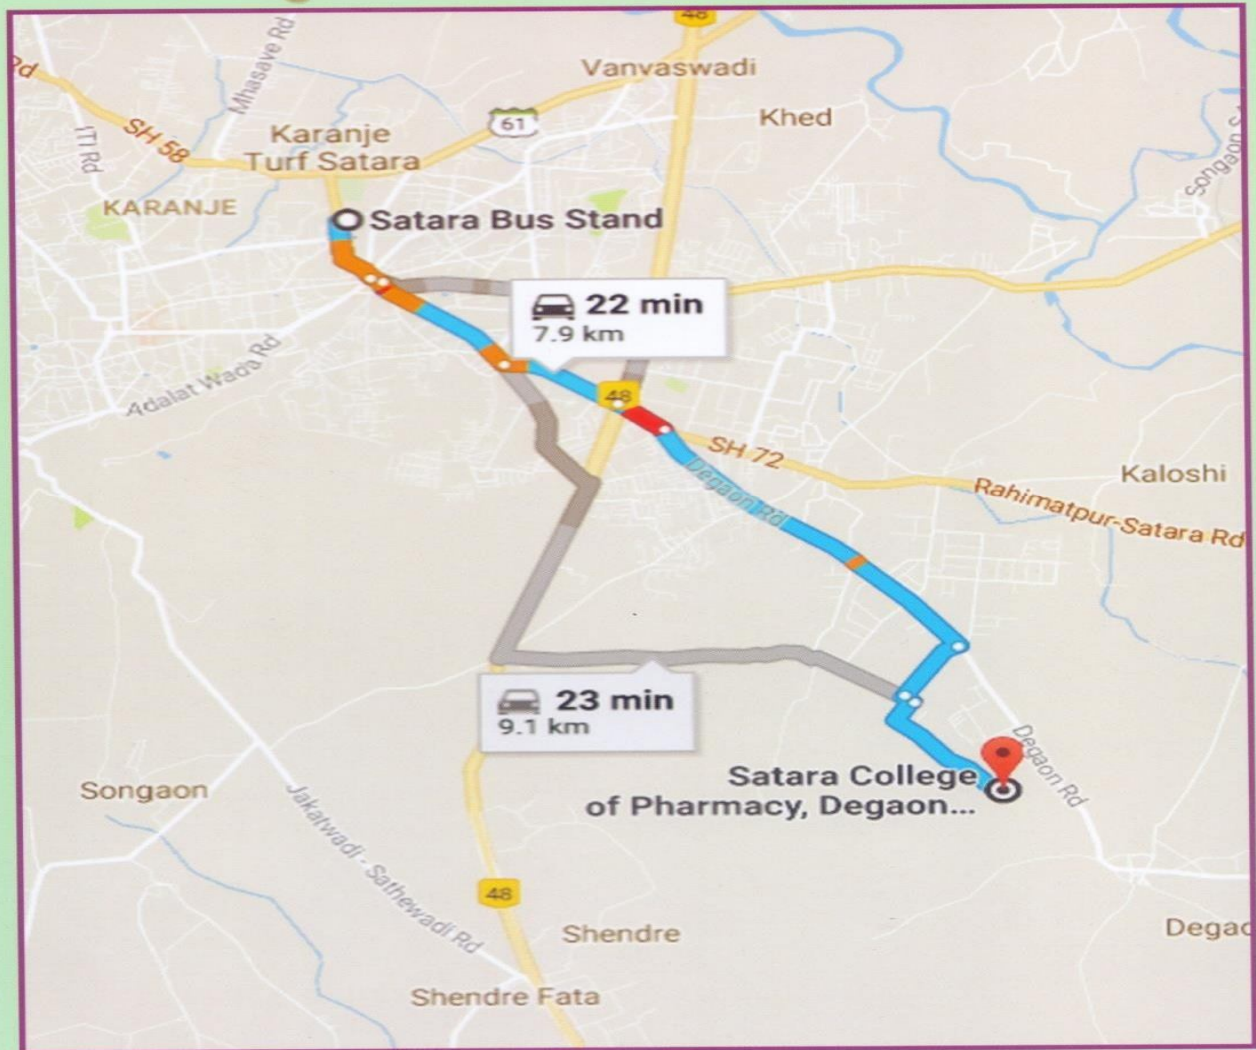 48
Rd
Vanvaswadi
Mhasave Rd
61
Khed
ITI Rd
SH 58
Karanje
Turf Satara
KARANJE
Satara Bus Stand
22 min
7.9 km
Adalat Wada Rd
48
SH 72
Degaon Rd
Kaloshi
Rahimatpur-Satara Rd
23 min
9.1 km
Degaon Rd
Satara College
of Pharmacy, Degaon...
Songaon
Jakatwadi - Sathewadi Rd
48
Shendre
Shendre Fata